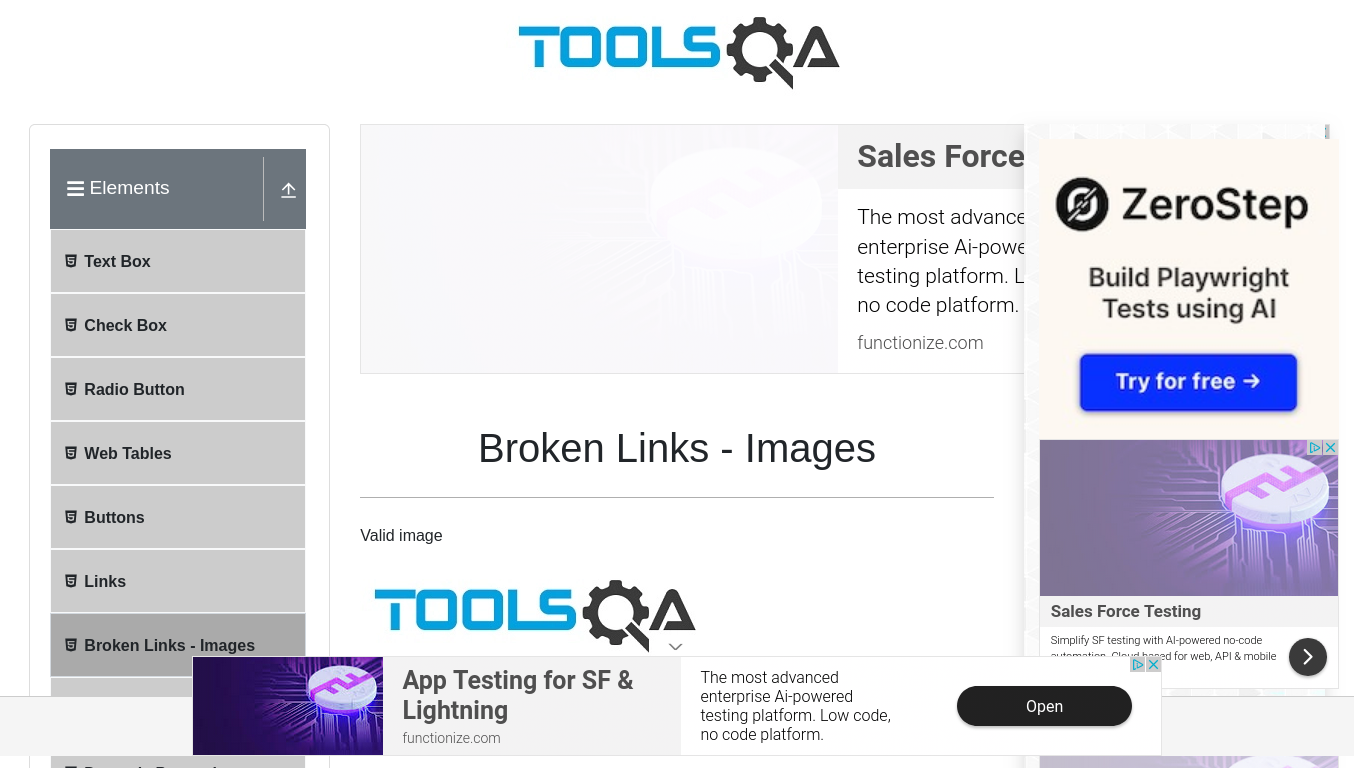 TOOLSQA
Elements
Text Box
Check Box
Radio Button
Web Tables
Buttons
Links
Broken Links - Images
Sales Force
The most advance
enterprise Ai-powe
testing platform. L
no code platform.
functionize.com
Broken Links - Images
Valid image
TOOLSQA
ZeroStep
Build Playwright
Tests using AI
Try for free →
Sales Force Testing
Simplify SF testing with AI-powered no-code
automation. Cloud based for web, API & mobile
App Testing for SF &
Lightning
functionize.com
The most advanced
enterprise Ai-powered
testing platform. Low code,
no code platform.
Open